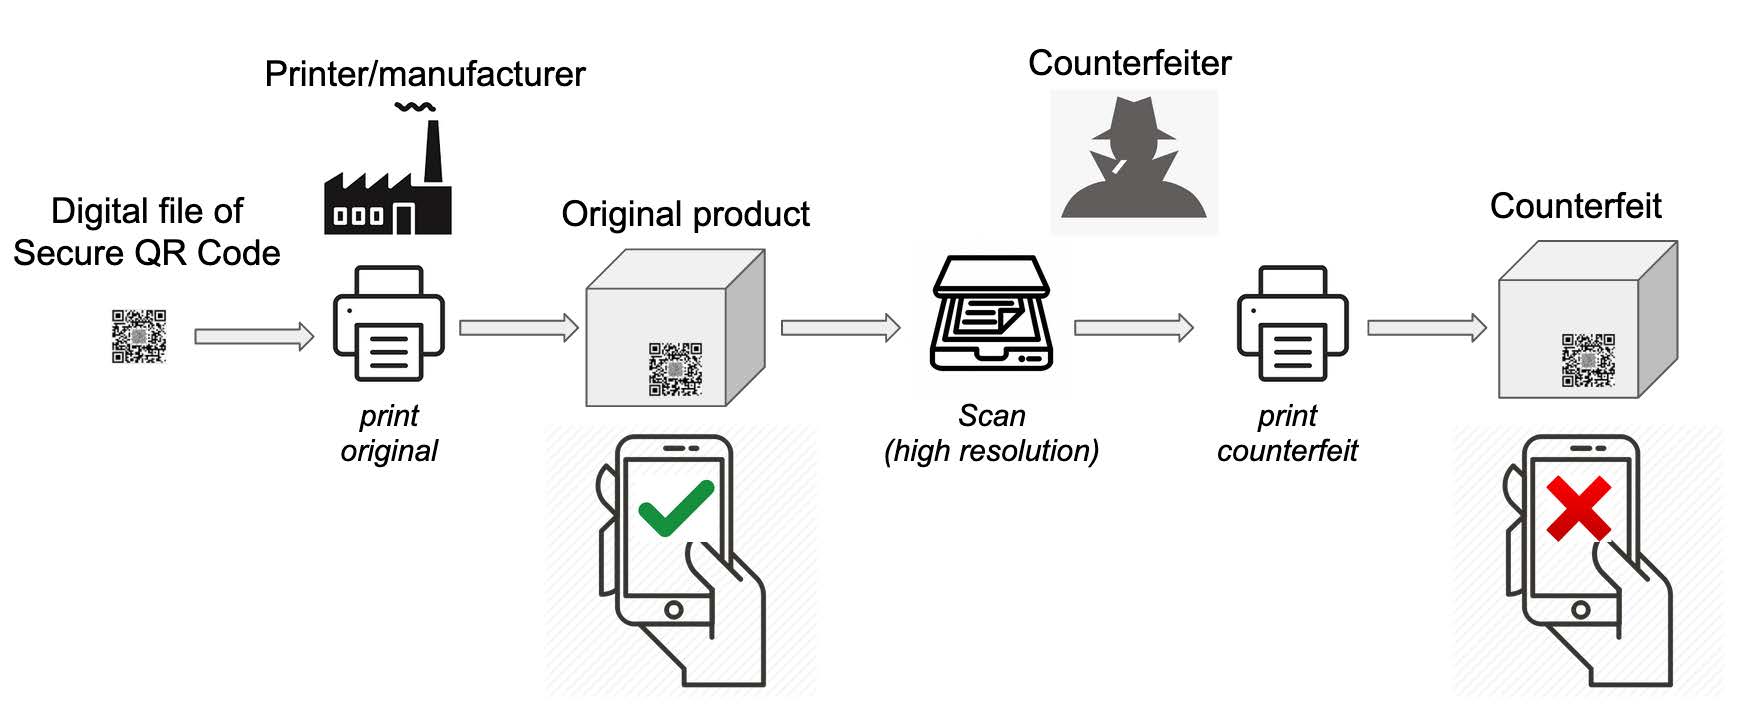 Printer/manufacturer
Counterfeiter
Digital file of
Secure QR Code
Original product
Counterfeit
print
original
Scan
(high resolution)
print
counterfeit